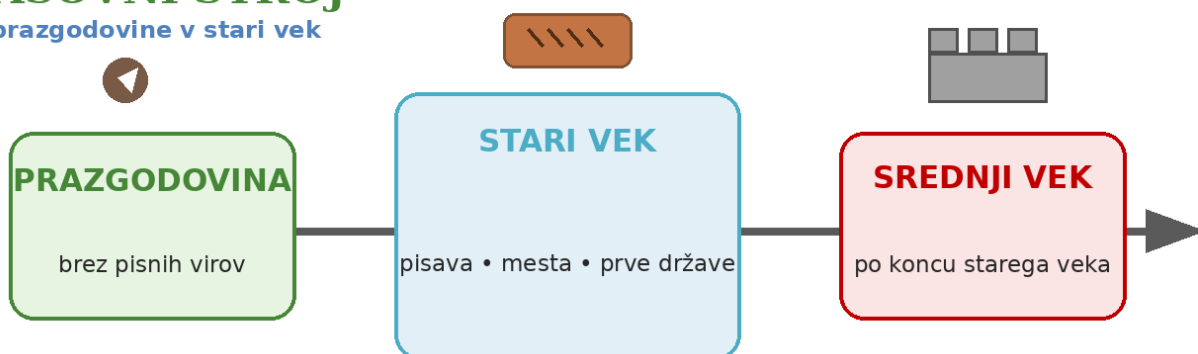 prazgodovine v stari vek
PRAZGODOVINA
brez pisnih virov
STARI VEK
pisava • mesta • prve države
SREDNJI VEK
po koncu starega veka